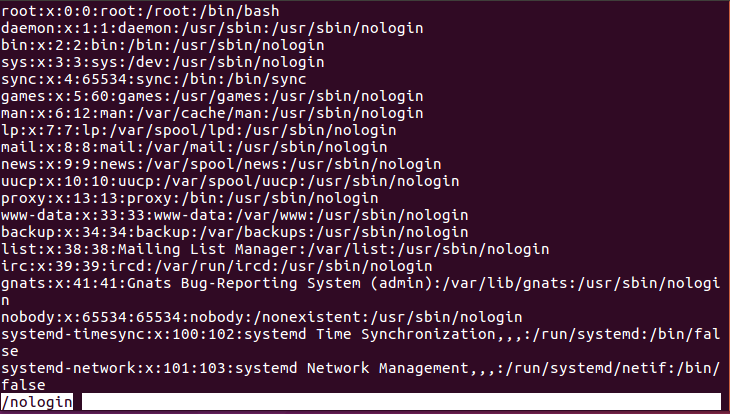 root:x:0:0:root:/root:/bin/bash
daemon:x:1:1:daemon:/usr/sbin:/usr/sbin/nologin
bin:x:2:2:bin:/bin:/usr/sbin/nologin
sys:x:3:3:sys:/dev:/usr/sbin/nologin
sync:x:4:65534:sync:/bin:/bin/sync
games:x:5:60:games:/usr/games:/usr/sbin/nologin
man:x:6:12:man:/var/cache/man:/usr/sbin/nologin
lp:x:7:7:lp:/var/spool/lpd:/usr/sbin/nologin
mail:x:8:8:mail:/var/mail:/usr/sbin/nologin
news:x:9:9:news:/var/spool/news:/usr/sbin/nologin
uucp:x:10:10:uucp:/var/spool/uucp:/usr/sbin/nologin
proxy:x:13:13:proxy:/bin:/usr/sbin/nologin
www-data:x:33:33:www-data:/var/www:/usr/sbin/nologin
backup:x:34:34:backup:/var/backups:/usr/sbin/nologin
list:x:38:38:Mailing List Manager:/var/list:/usr/sbin/nologin
irc:x:39:39:ircd:/var/run/ircd:/usr/sbin/nologin
gnats:x:41:41:Gnats Bug-Reporting System (admin):/var/lib/gnats:/usr/sbin/nologi
n
nobody:x:65534:65534:nobody:/nonexistent:/usr/sbin/nologin
systemd-timesync:x:100:102:systemd Time Synchronization,,,:/run/systemd:/bin/fal
se
systemd-network:x:101:103:systemd Network Management,,,:/run/systemd/netif:/bin/
false
/nologin